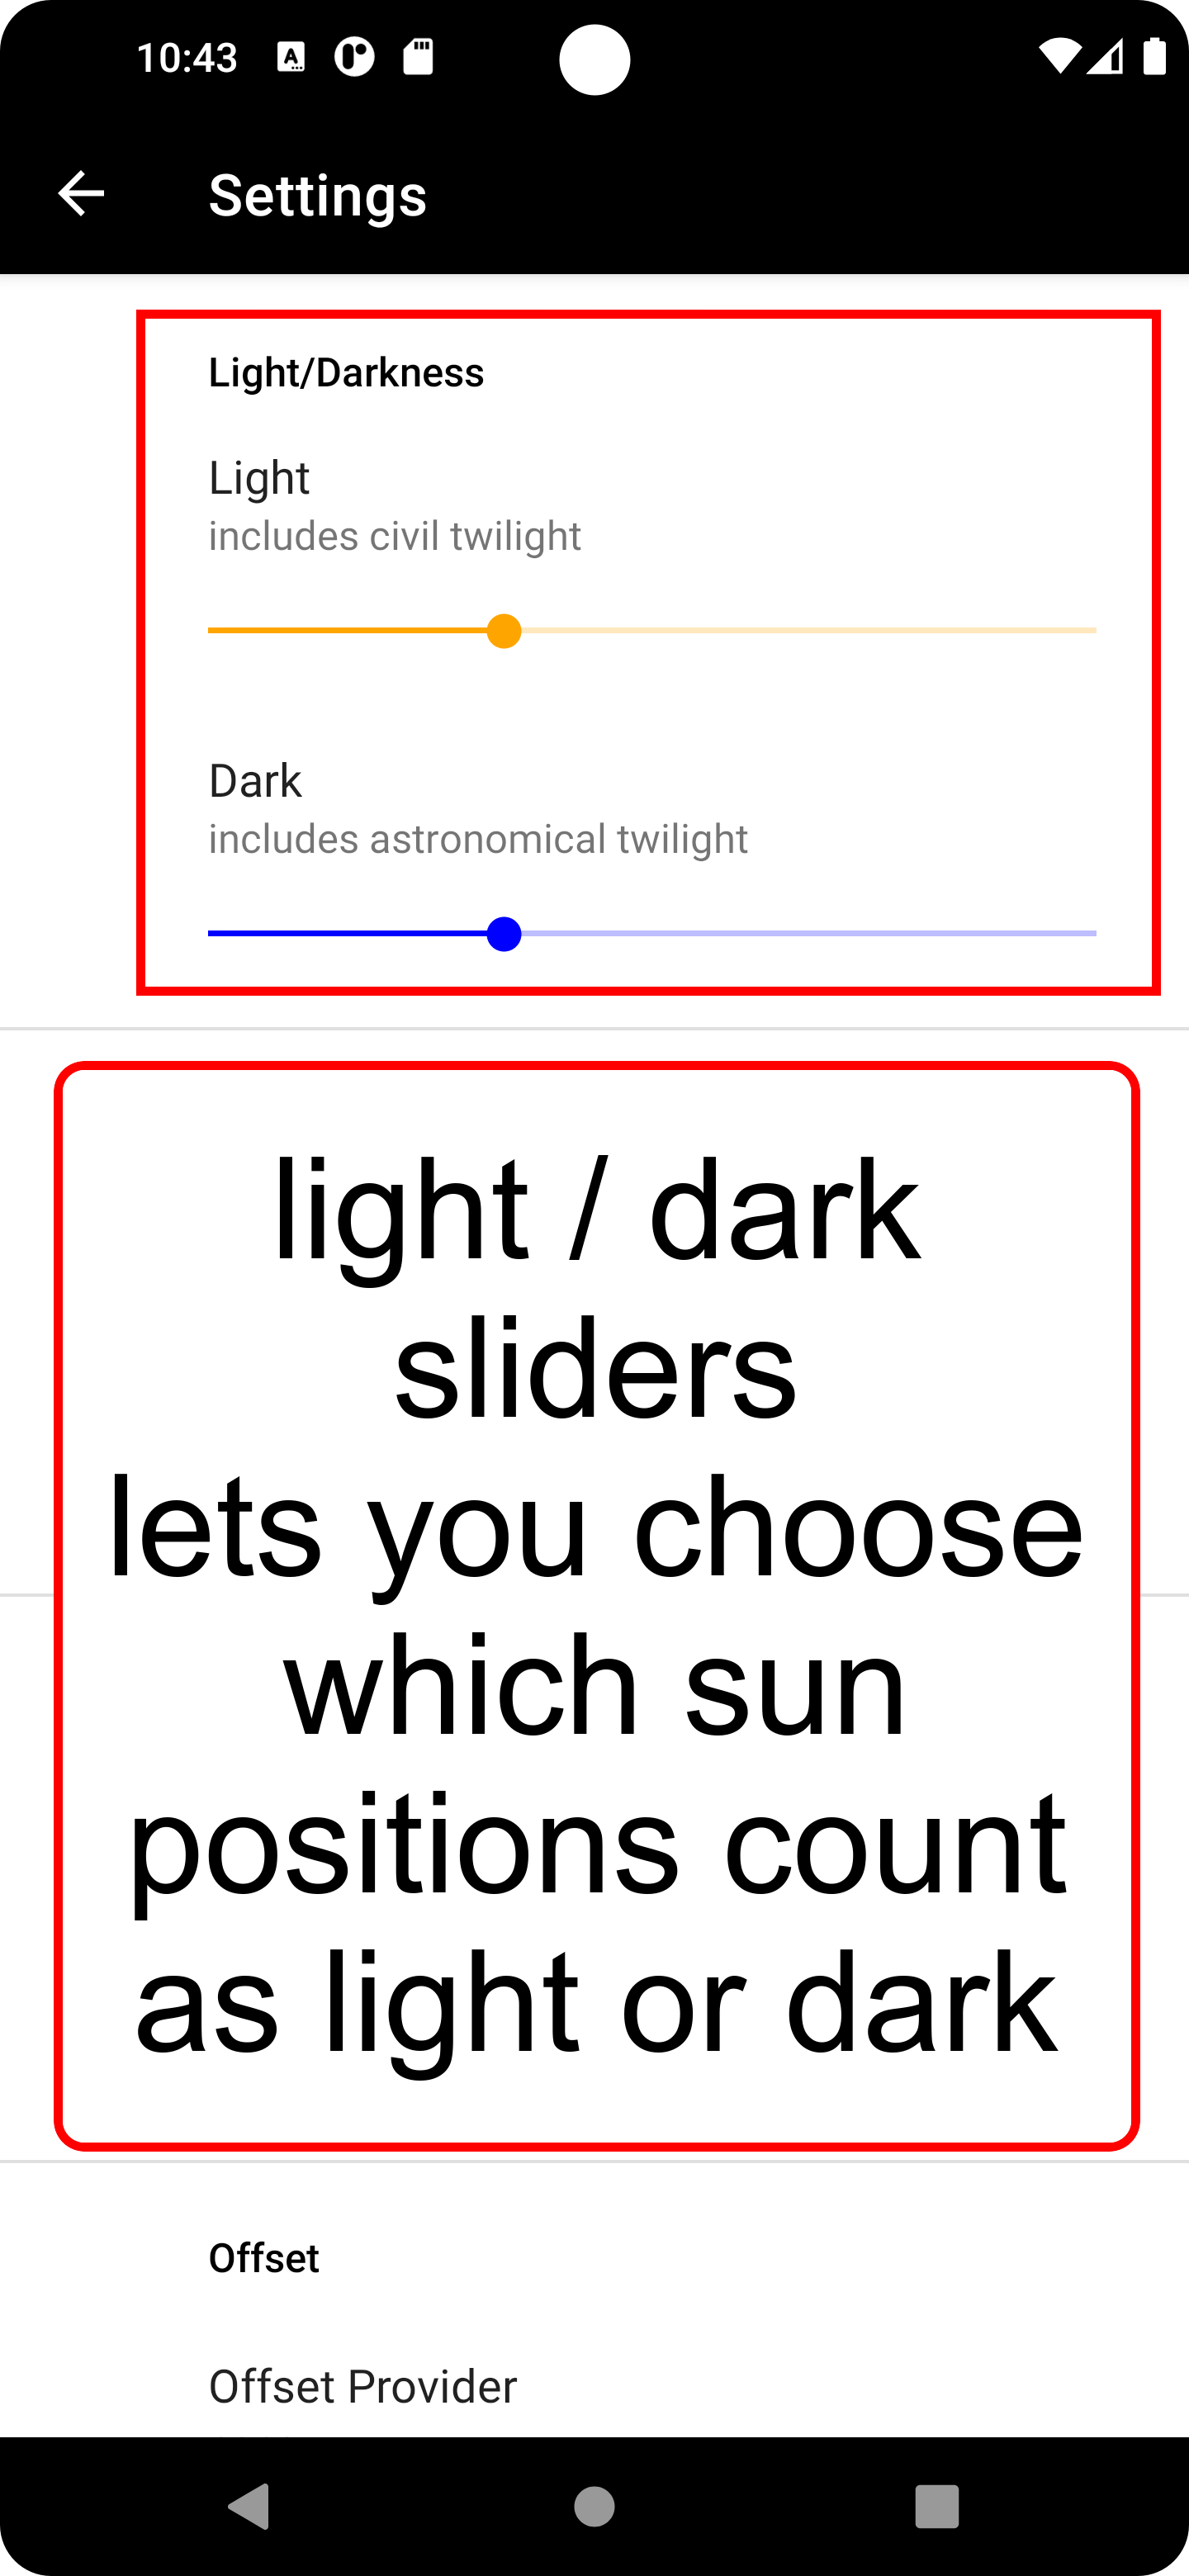 10:43
Settings
Light/Darkness
Light
includes civil twilight
Dark
includes astronomical twilight
light / dark
sliders
lets you choose
which sun
positions count
as light or dark
Offset
Offset Provider